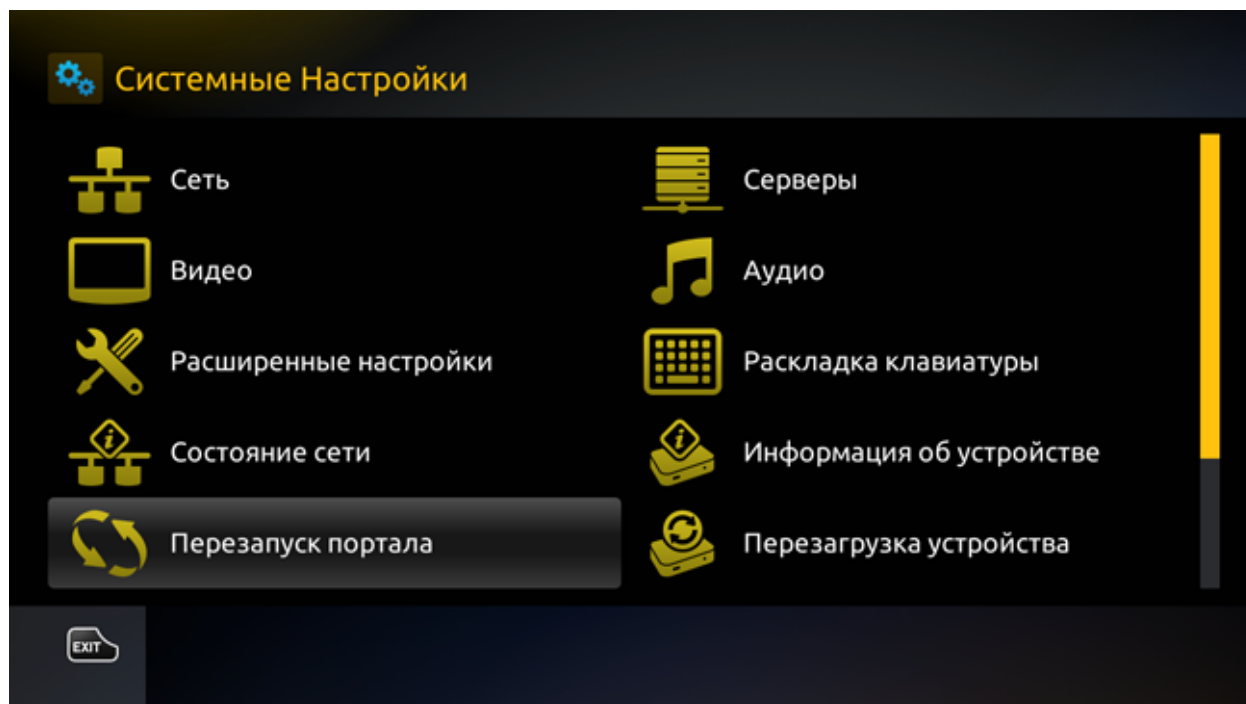 Системные Настройки
Сеть
Серверы
Видео
Аудио
Расширенные настройки
Раскладка клавиатуры
Состояние сети
Информация об устройстве
Перезапуск портала
Перезагрузка устройства
EXIT